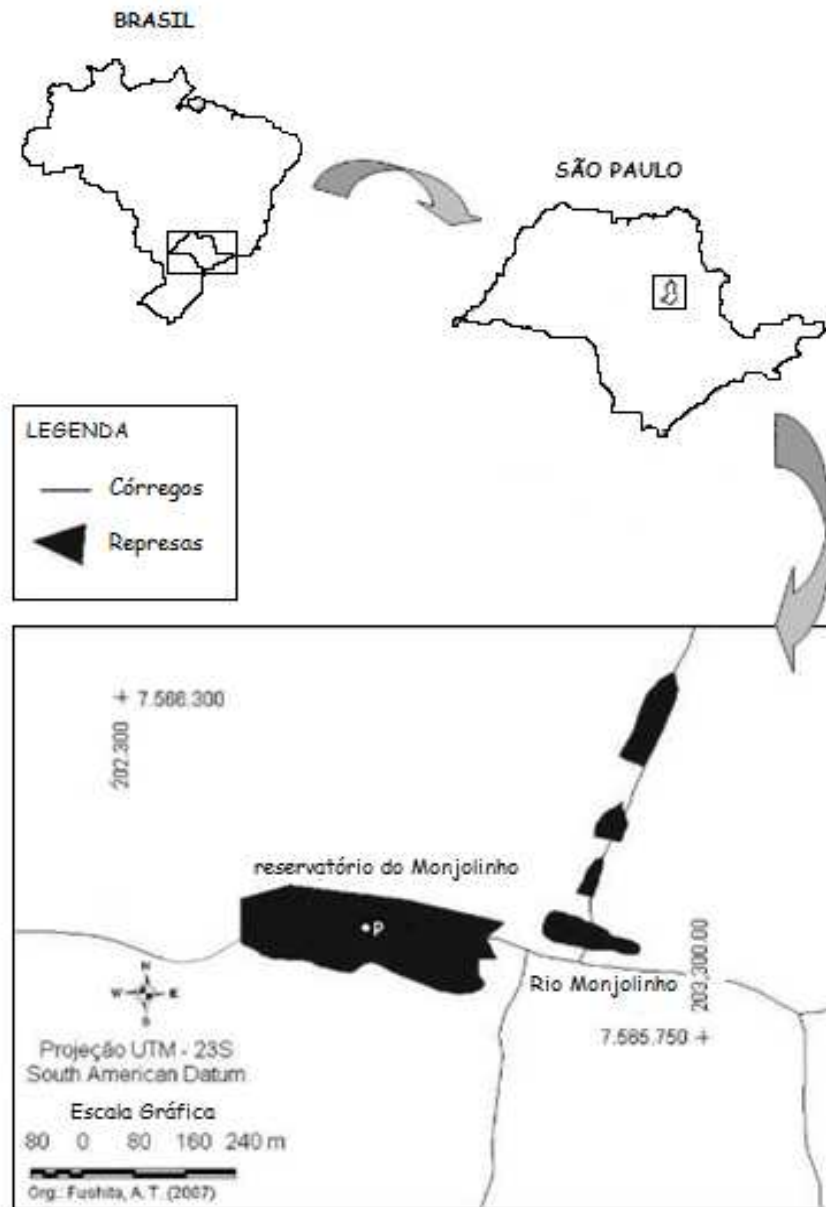 BRASIL
SÃO PAULO
LEGENDA
Córregos
Represas
7.566.300
202.300
reservatório do Monjolinho
P
Rio Monjolinho
203,300.00
7.565.750
N
W E
S
Projeção UTM - 23S
South American Datum
Escala Gráfica
80 0 80 160 240 m
Org.: Fushita, A. T. (2007)